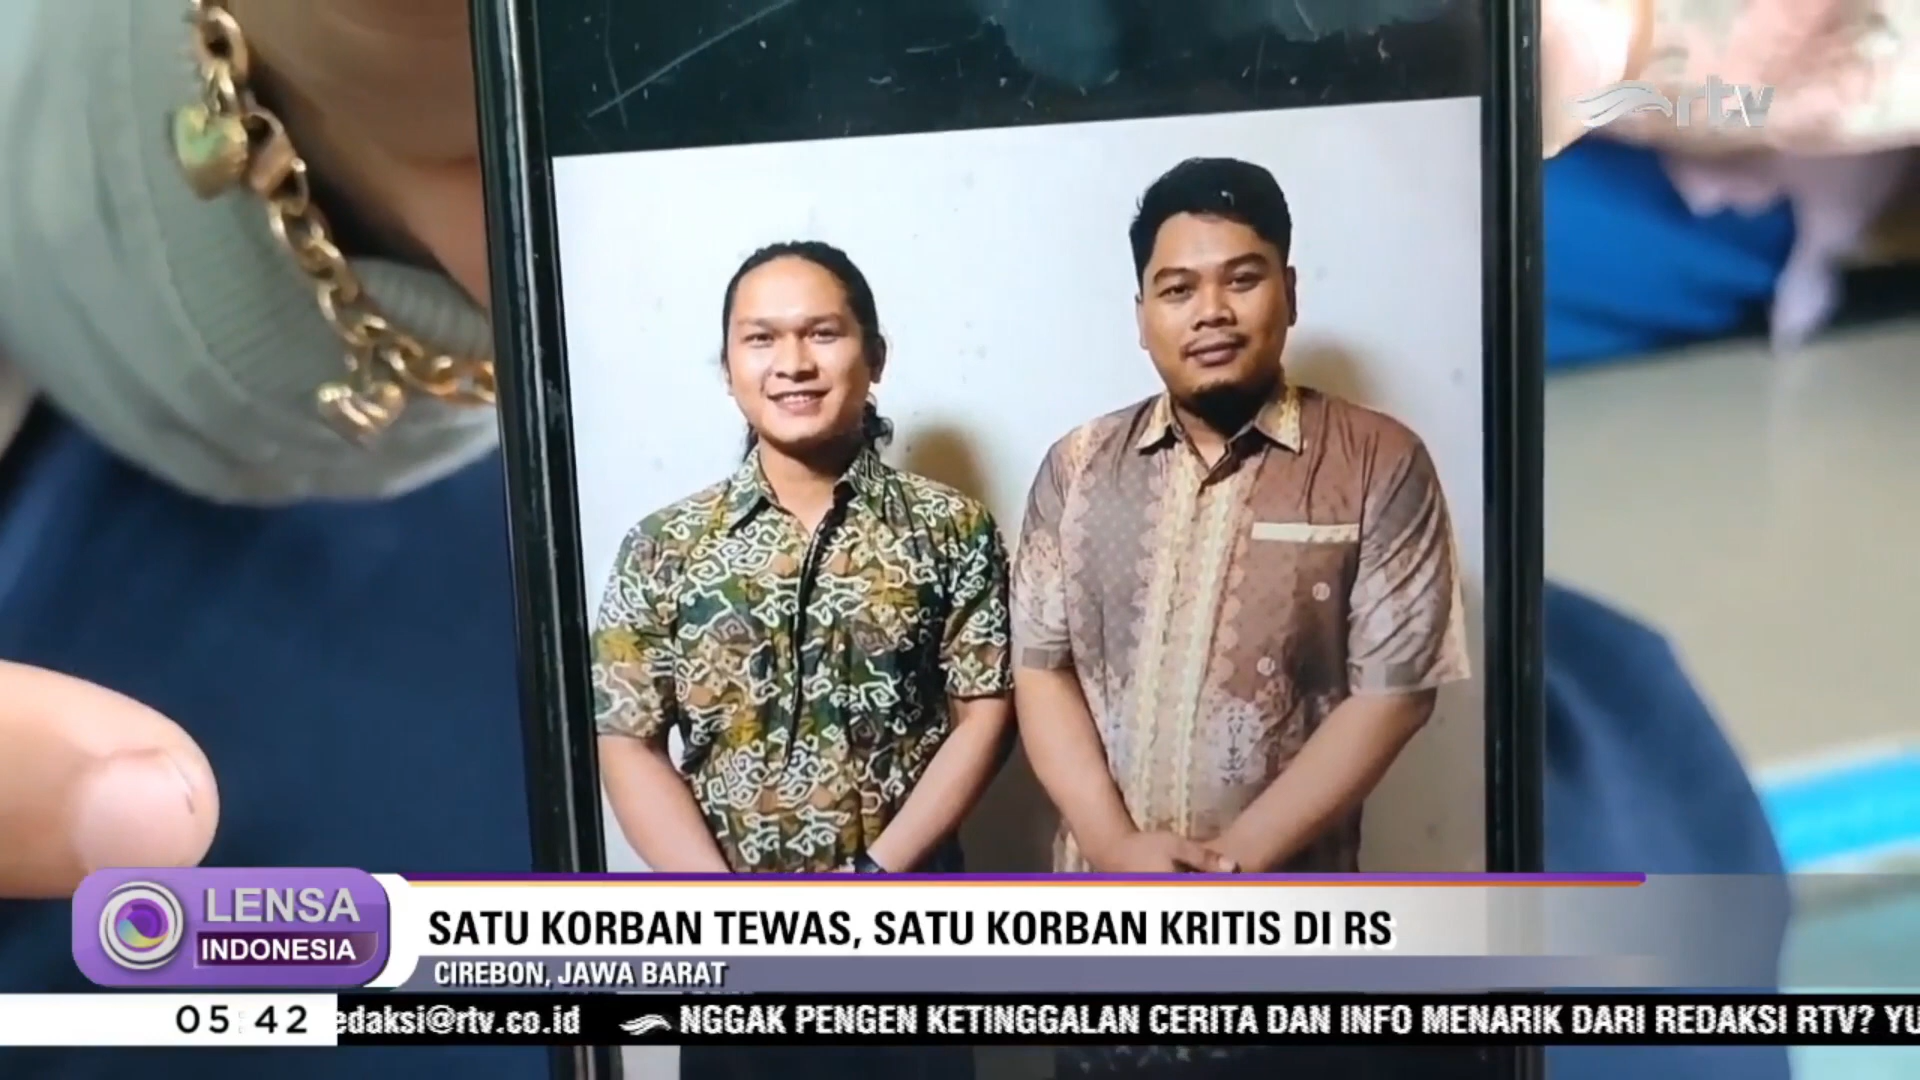 rtv
LENSA
INDONESIA
SATU KORBAN TEWAS, SATU KORBAN KRITIS DI RS
CIREBON, JAWA BARAT
05:42
edaksi@rtv.co.id NGGAK PENGEN KETINGGALAN CERITA DAN INFO MENARIK DARI REDAKSI RTV? YU